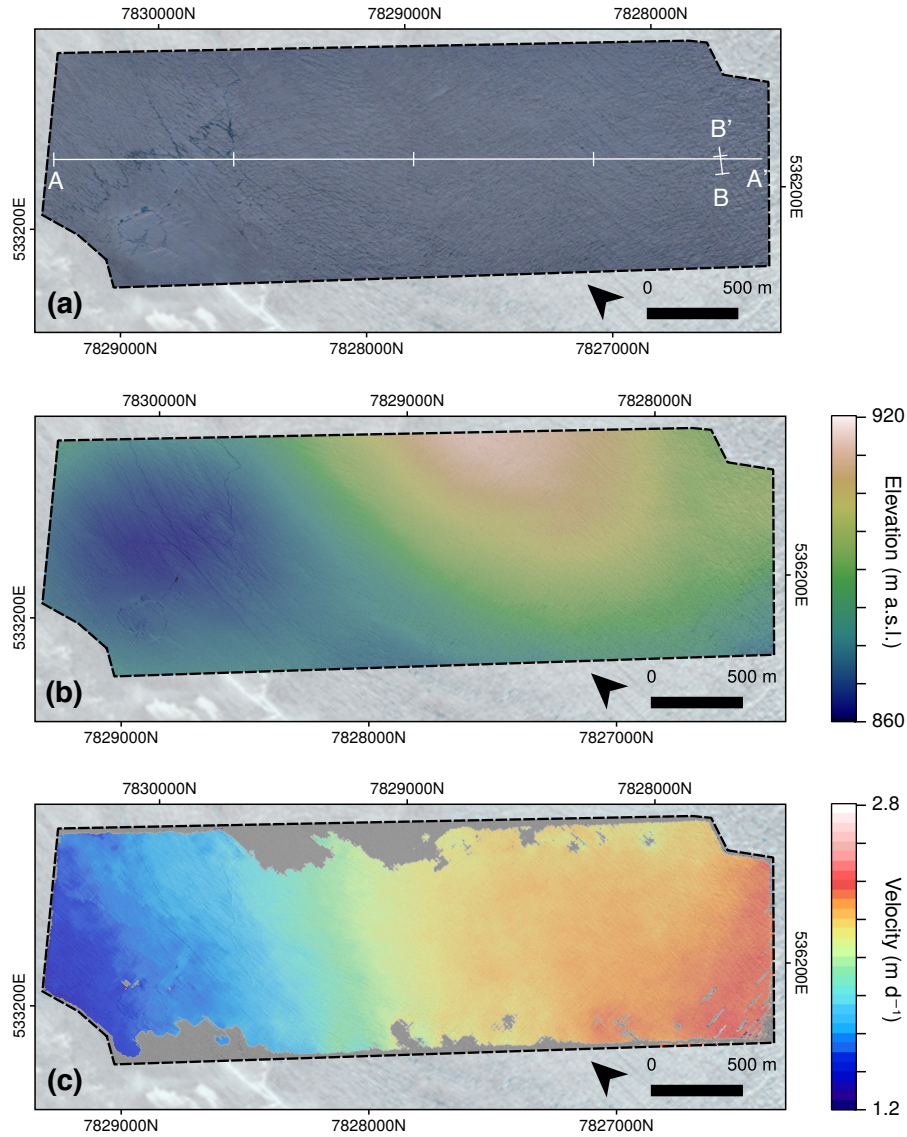 7830000N 7829000N 7828000N
B'
A A'
B
533200E
536200E
(a)
0 500 m
7829000N 7828000N 7827000N
7830000N 7829000N 7828000N
533200E
536200E
(b)
0 500 m
7829000N 7828000N 7827000N
920
Elevation (m a.s.l.)
860
7830000N 7829000N 7828000N
533200E
536200E
(c)
0 500 m
7829000N 7828000N 7827000N
2.8
Velocity (m d⁻¹)
1.2